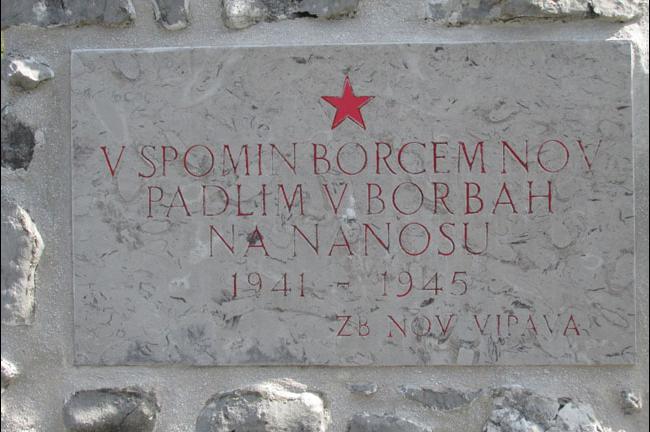 V SPOMIN BORCEM NOV
PADLIM V BORBAH
NA NANOSU
1941 - 1945
ZB NOV VIPAVA